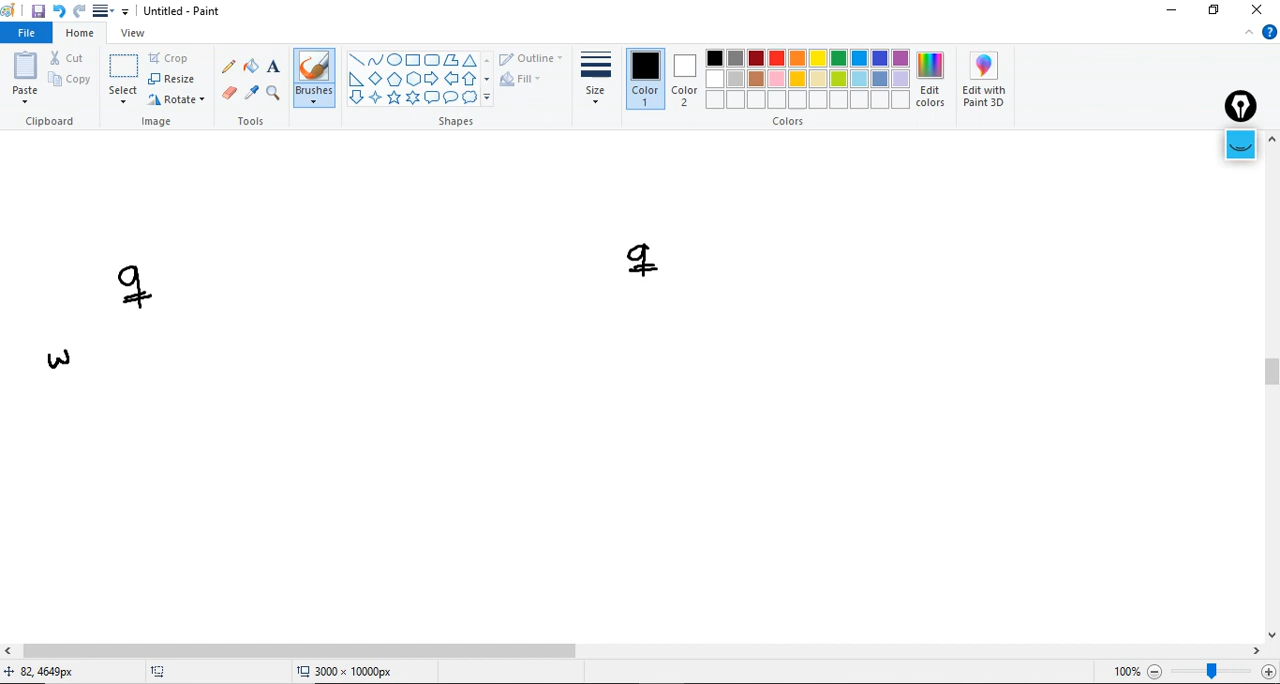 Untitled - Paint
File Home View
Paste Cut Copy Clipboard
Select Crop Resize Rotate Image
Tools
Brushes
Shapes Outline Fill
Size
Color 1 Color 2 Edit colors Colors
Edit with Paint 3D
q
q
w
82, 4649px 3000 × 10000px 100%